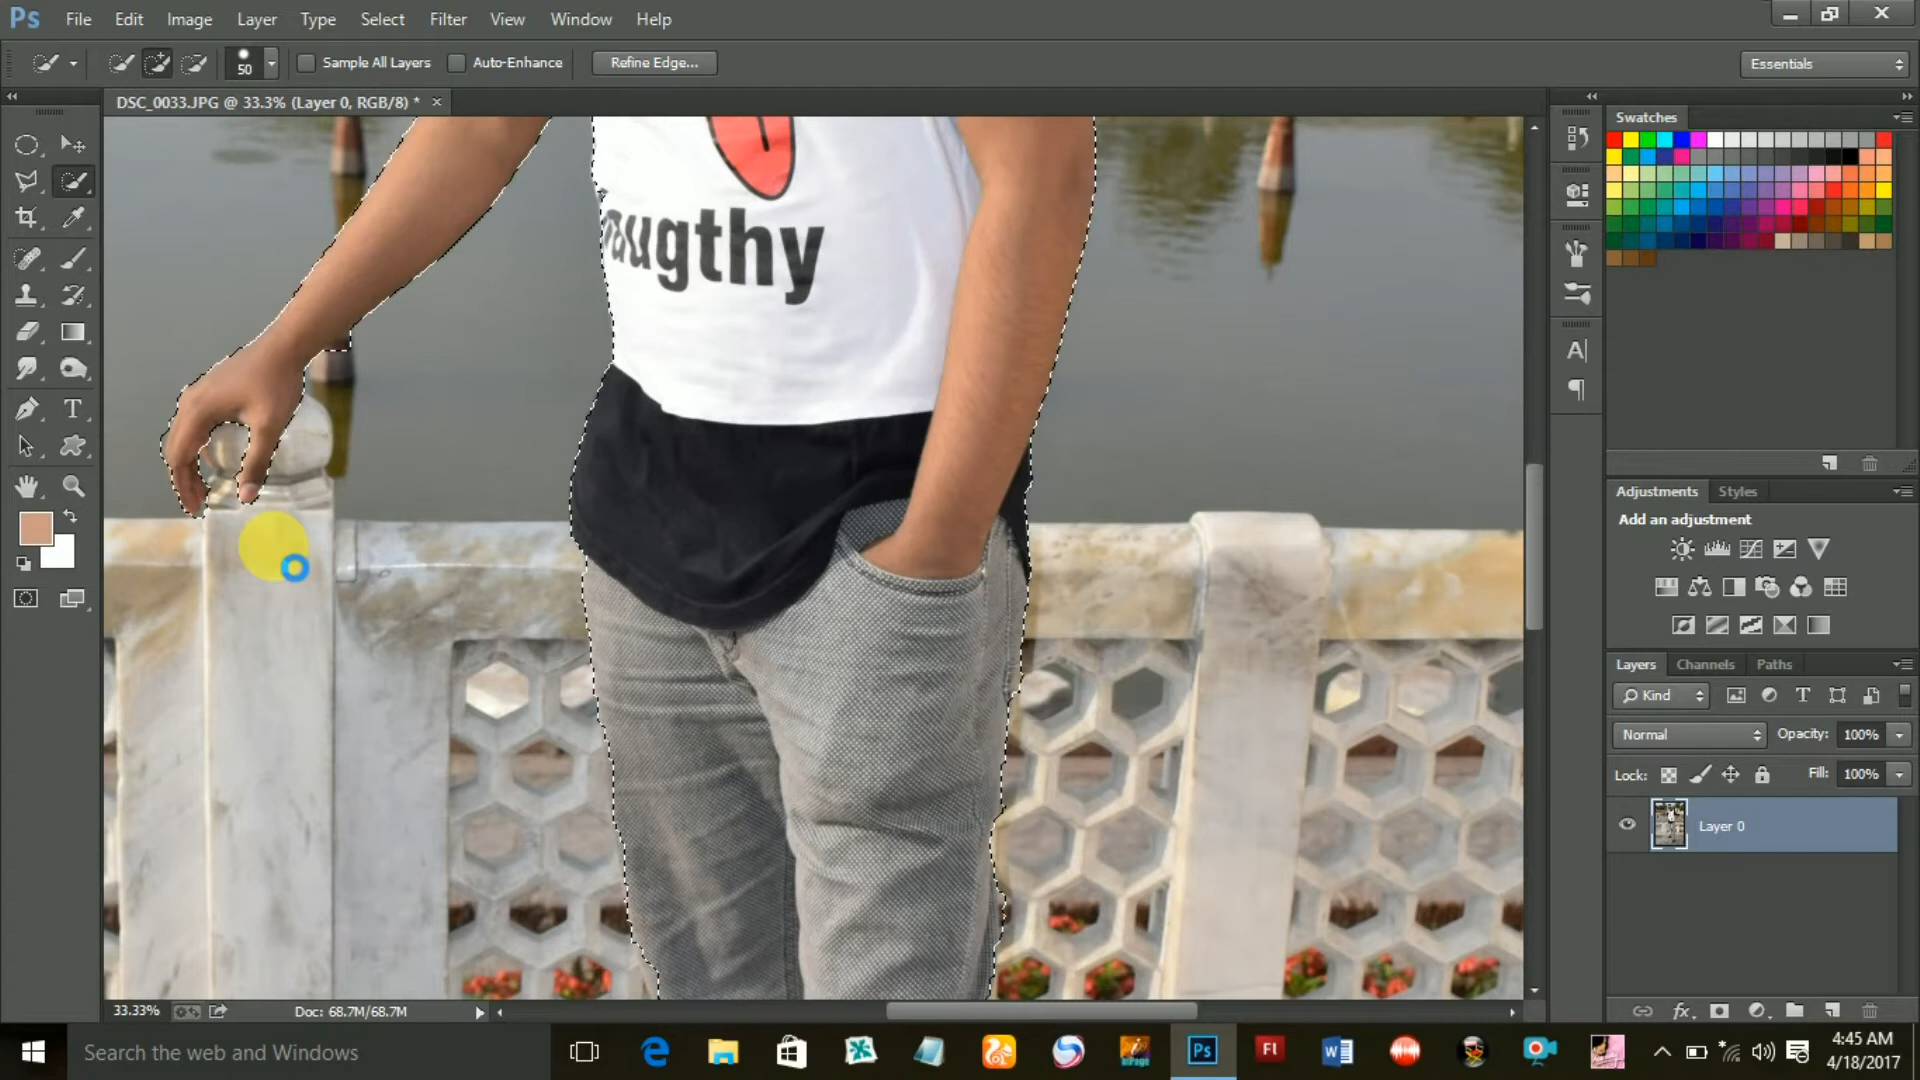 Ps File Edit Image Layer Type Select Filter View Window Help
50 Sample All Layers Auto-Enhance Refine Edge... Essentials
DSC_0033.JPG @ 33.3% (Layer 0, RGB/8) * ×
Swatches
naugthy
Adjustments Styles
Add an adjustment
Layers Channels Paths
Kind
Normal Opacity: 100%
Lock: Fill: 100%
Layer 0
33.33% Doc: 68.7M/68.7M
Search the web and Windows
Ps Fl
4:45 AM
4/18/2017